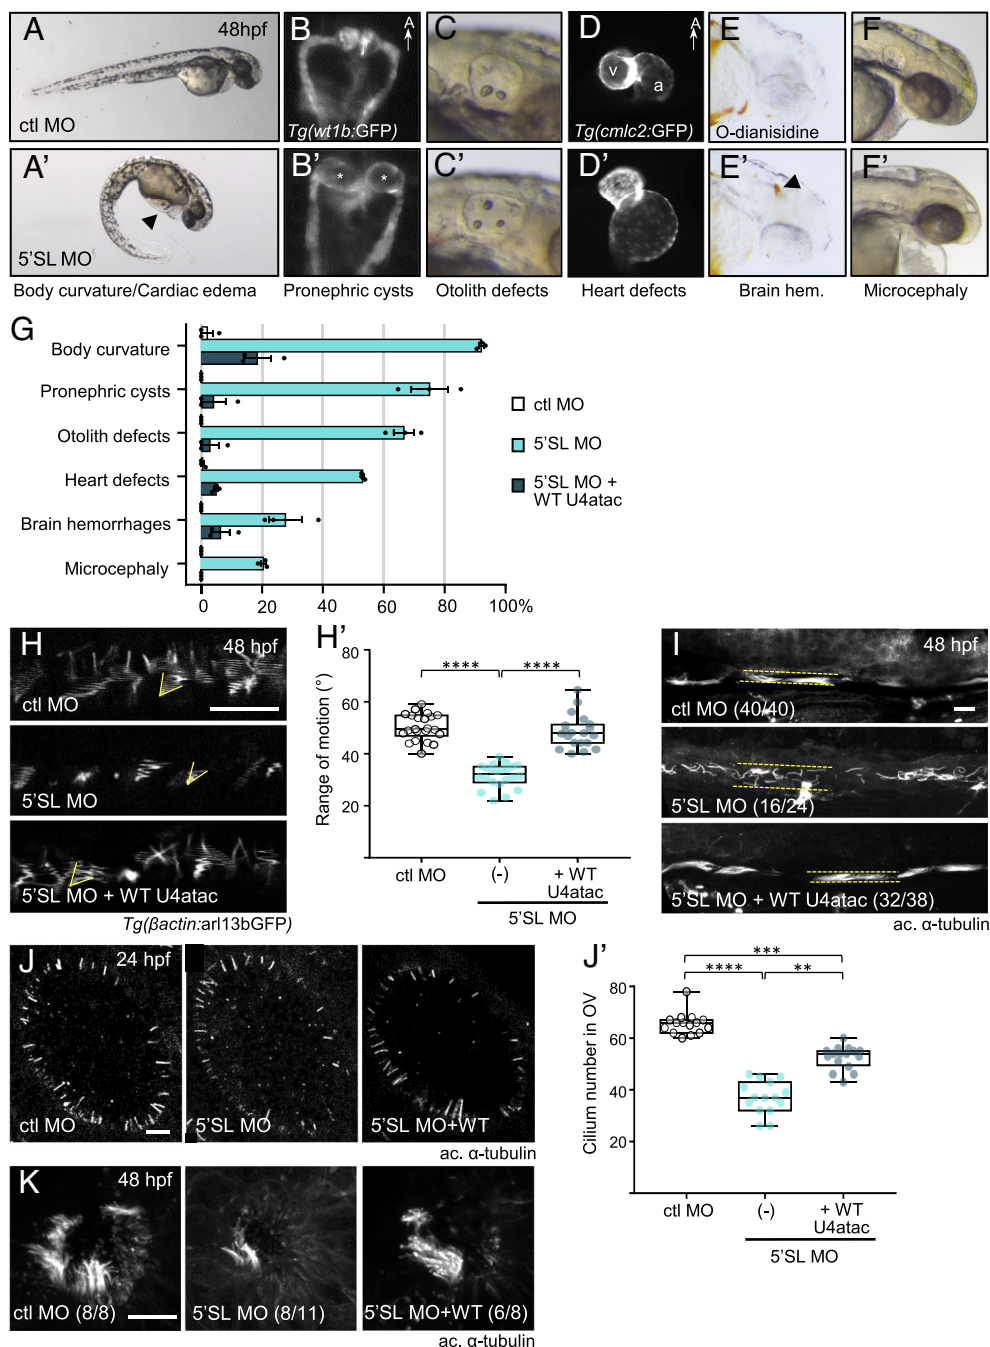 A
48hpf
ctl MO
B
A
Tg(wt1b:GFP)
C
D
A
v
a
Tg(cmlc2:GFP)
E
O-dianisidine
F
A'
5'SL MO
B'
*
*
C'
D'
E'
F'
Body curvature/Cardiac edema
Pronephric cysts
Otolith defects
Heart defects
Brain hem.
Microcephaly
G
Body curvature
Pronephric cysts
Otolith defects
Heart defects
Brain hemorrhages
Microcephaly
0 20 40 60 80 100%
ctl MO
5'SL MO
5'SL MO +
WT U4atac
H
48 hpf
ctl MO
5'SL MO
5'SL MO + WT U4atac
Tg(βactin:arl13bGFP)
H'
Range of motion (°)
80
60
40
20
****
****
ctl MO
(-)
+ WT
U4atac
5'SL MO
I
48 hpf
ctl MO (40/40)
5'SL MO (16/24)
5'SL MO + WT U4atac (32/38)
ac. α-tubulin
J
24 hpf
ctl MO
5'SL MO
5'SL MO+WT
ac. α-tubulin
J'
Cilium number in OV
80
60
40
20
***
****
**
ctl MO
(-)
+ WT
U4atac
5'SL MO
K
48 hpf
ctl MO (8/8)
5'SL MO (8/11)
5'SL MO+WT (6/8)
ac. α-tubulin